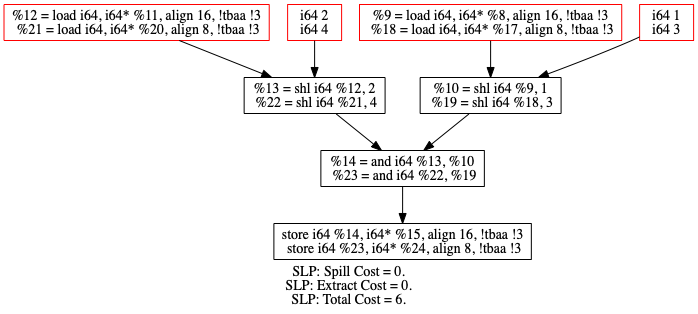 %12 = load i64, i64* %11, align 16, !tbaa !3
%21 = load i64, i64* %20, align 8, !tbaa !3
i64 2
i64 4
%9 = load i64, i64* %8, align 16, !tbaa !3
%18 = load i64, i64* %17, align 8, !tbaa !3
i64 1
i64 3
%13 = shl i64 %12, 2
%22 = shl i64 %21, 4
%10 = shl i64 %9, 1
%19 = shl i64 %18, 3
%14 = and i64 %13, %10
%23 = and i64 %22, %19
store i64 %14, i64* %15, align 16, !tbaa !3
store i64 %23, i64* %24, align 8, !tbaa !3
SLP: Spill Cost = 0.
SLP: Extract Cost = 0.
SLP: Total Cost = 6.